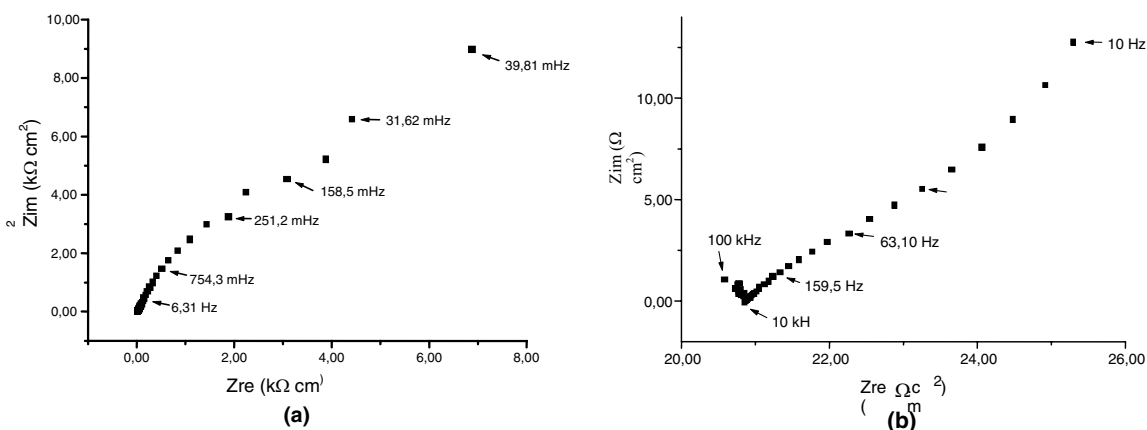 10,00
8,00
6,00
4,00
2,00
0,00
Zim (kΩ cm²)
2
39,81 mHz
31,62 mHz
158,5 mHz
251,2 mHz
754,3 mHz
6,31 Hz
0,00 2,00 4,00 6,00 8,00
Zre (kΩ cm)
(a)
10,00
5,00
0,00
Zim (Ω
cm²)
10 Hz
63,10 Hz
100 kHz
159,5 Hz
10 kH
20,00 22,00 24,00 26,00
Zre Ωc ²)
( m
(b)